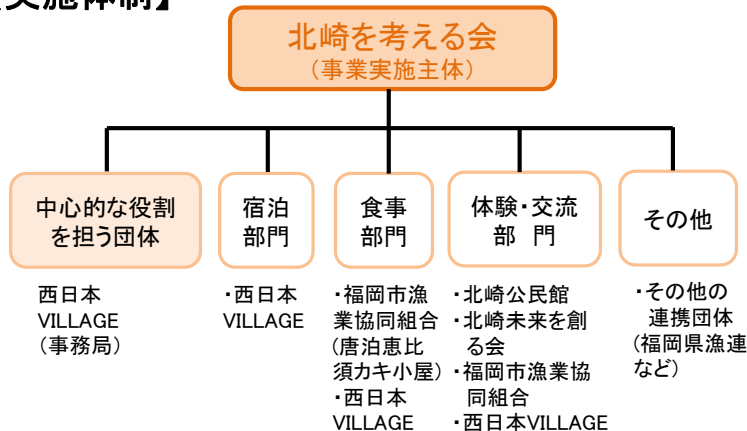 【実施体制】
北崎を考える会
(事業実施主体)
中心的な役割
を担う団体
宿泊
部門
食事
部門
体験・交流
部 門
その他
西日本
VILLAGE
(事務局)
・西日本
VILLAGE
・福岡市漁
業協同組合
(唐泊恵比
須カキ小屋)
・西日本
VILLAGE
・北崎公民館
・北崎未来を創
る会
・福岡市漁業協
同組合
・西日本VILLAGE
・その他の
連携団体
(福岡県漁連
など)